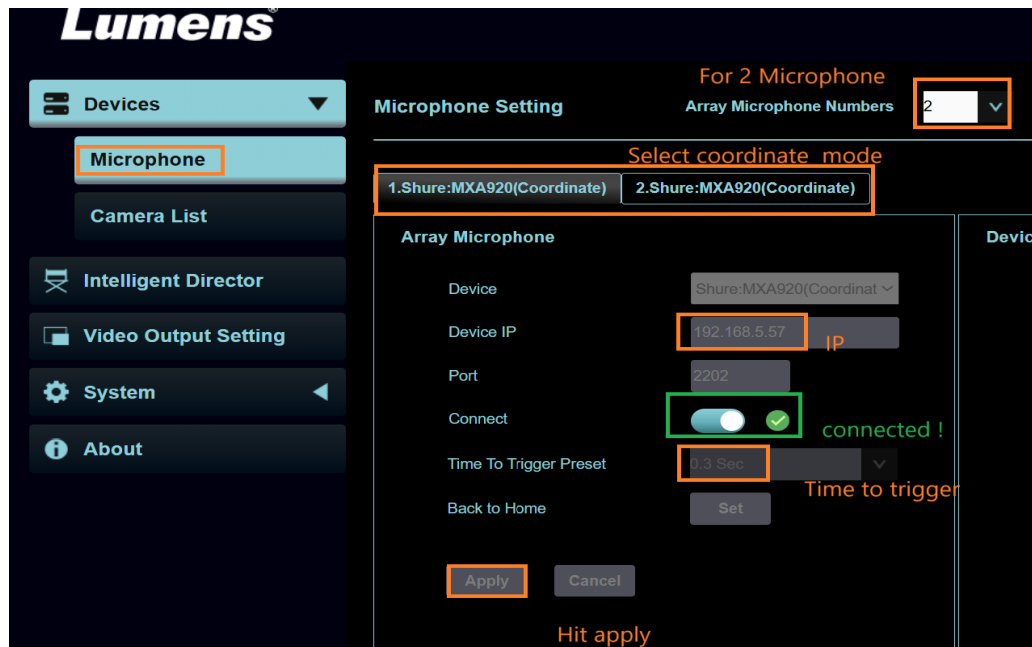 Lumens®
For 2 Microphone
Devices
Microphone Setting
Array Microphone Numbers
2
Microphone
Select coordinate mode
1.Shure:MXA920(Coordinate)
2.Shure:MXA920(Coordinate)
Camera List
Array Microphone
Devic
Intelligent Director
Device
Shure:MXA920(Coordinat
Video Output Setting
Device IP
192.168.5.57
IP
Port
2202
System
Connect
connected !
About
Time To Trigger Preset
0.3 Sec
Time to trigger
Back to Home
Set
Apply
Cancel
Hit apply